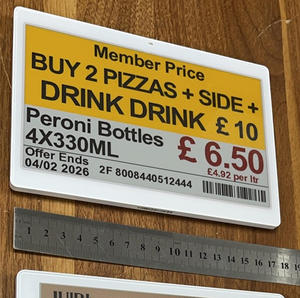 Member Price
BUY 2 PIZZAS + SIDE +
DRINK DRINK £ 10
Peroni Bottles
4X330ML
£ 6.50
£4.92 per ltr
Offer Ends
04/02 2026 2F 8008440512444
1 2 3 4 5 6 7 8 9 10 11 12 13 14 15 16 17 18 19